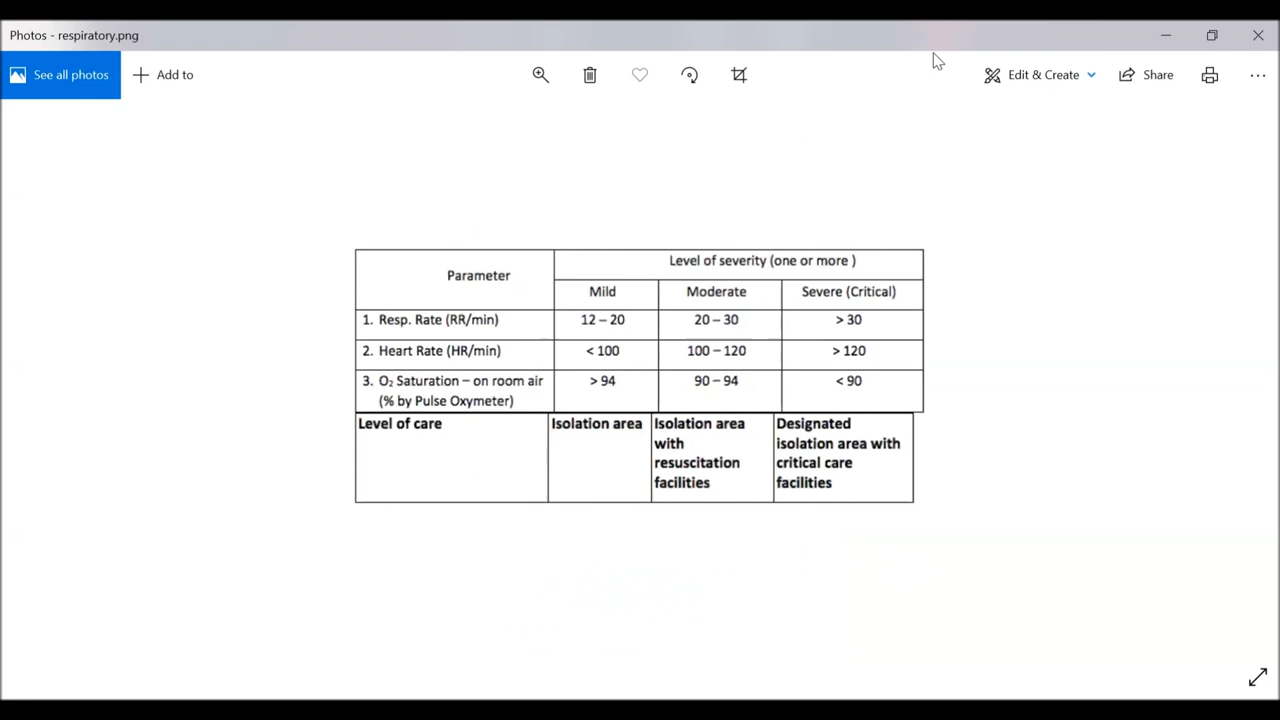 Photos - respiratory.png
See all photos
Add to
Edit & Create
Share
Parameter
Level of severity (one or more )
Mild
Moderate
Severe (Critical)
1. Resp. Rate (RR/min)
12 – 20
20 – 30
> 30
2. Heart Rate (HR/min)
< 100
100 – 120
> 120
3. O₂ Saturation – on room air
(% by Pulse Oxymeter)
> 94
90 – 94
< 90
Level of care
Isolation area
Isolation area
with
resuscitation
facilities
Designated
isolation area with
critical care
facilities